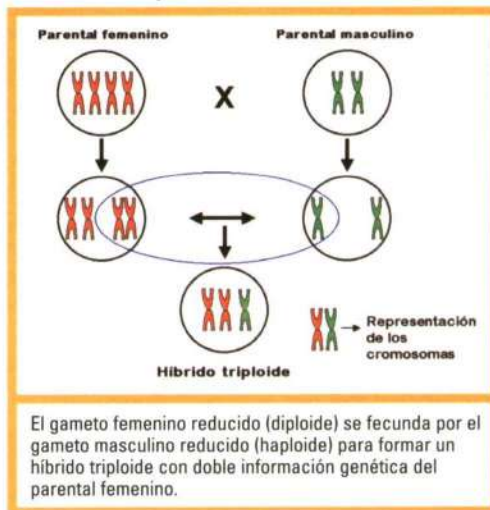 Parental femenino
Parental masculino
X
Representación
de los
cromosomas
Híbrido triploide
El gameto femenino reducido (diploide) se fecunda por el
gameto masculino reducido (haploide) para formar un
híbrido triploide con doble información genética del
parental femenino.